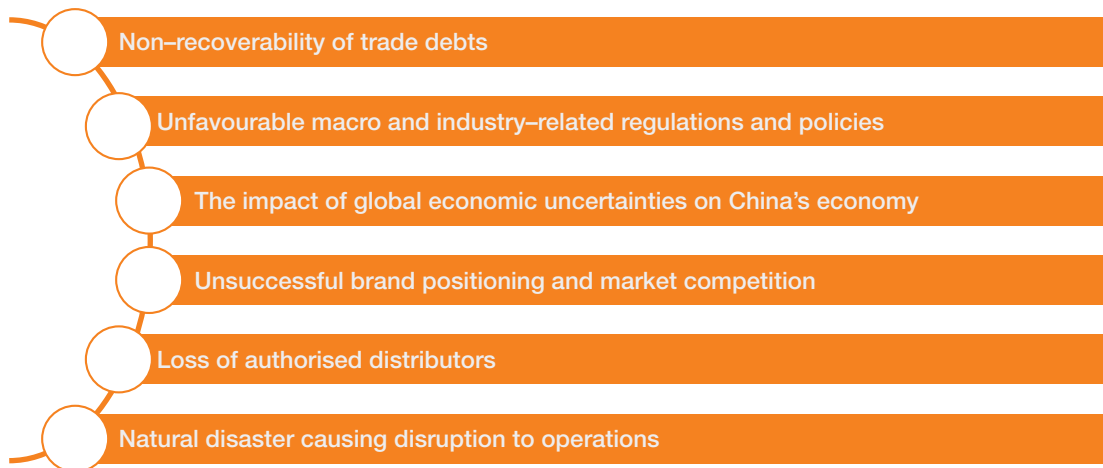 Non–recoverability of trade debts
Unfavourable macro and industry–related regulations and policies
The impact of global economic uncertainties on China’s economy
Unsuccessful brand positioning and market competition
Loss of authorised distributors
Natural disaster causing disruption to operations